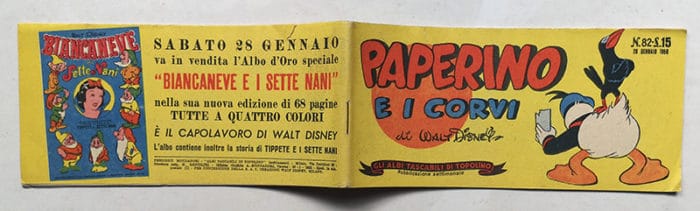 WALT DISNEY
BIANCANEVE
e i
Sette Nani
SABATO 28 GENNAIO
va in vendita l'Albo d'Oro speciale
"BIANCANEVE E I SETTE NANI"
nella sua nuova edizione di 68 pagine
TUTTE A QUATTRO COLORI
È IL CAPOLAVORO DI WALT DISNEY
L'albo contiene inoltre la storia di TIPPETE E I SETTE NANI
PAPERINO
E I CORVI
di WALT DISNEY
GLI ALBI TASCABILI DI TOPOLINO
Pubblicazione settimanale
N. 82 - L. 15
GENNAIO